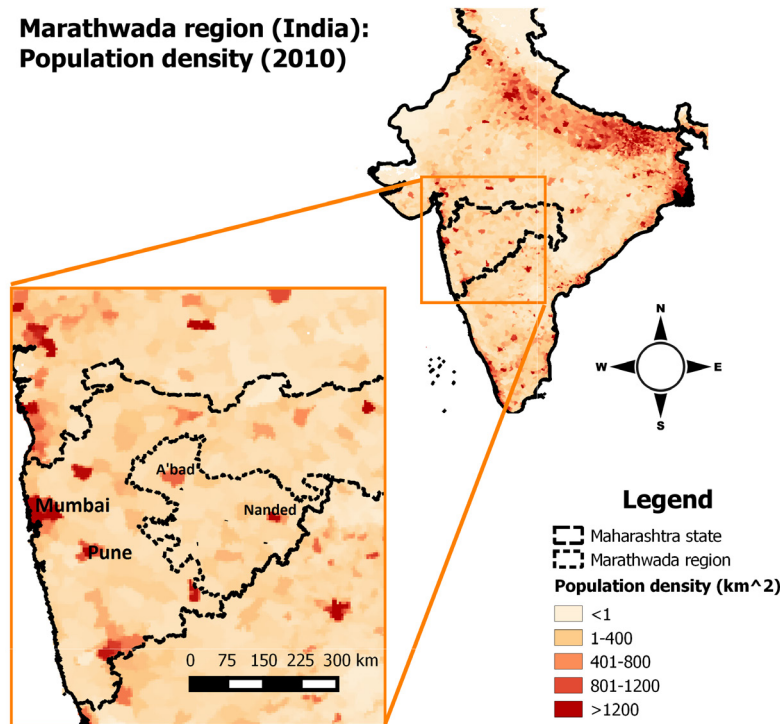 Marathwada region (India):
Population density (2010)
N
W
E
S
A'bad
Mumbai
Nanded
Pune
0 75 150 225 300 km
Legend
Maharashtra state
Marathwada region
Population density (km^2)
<1
1-400
401-800
801-1200
>1200